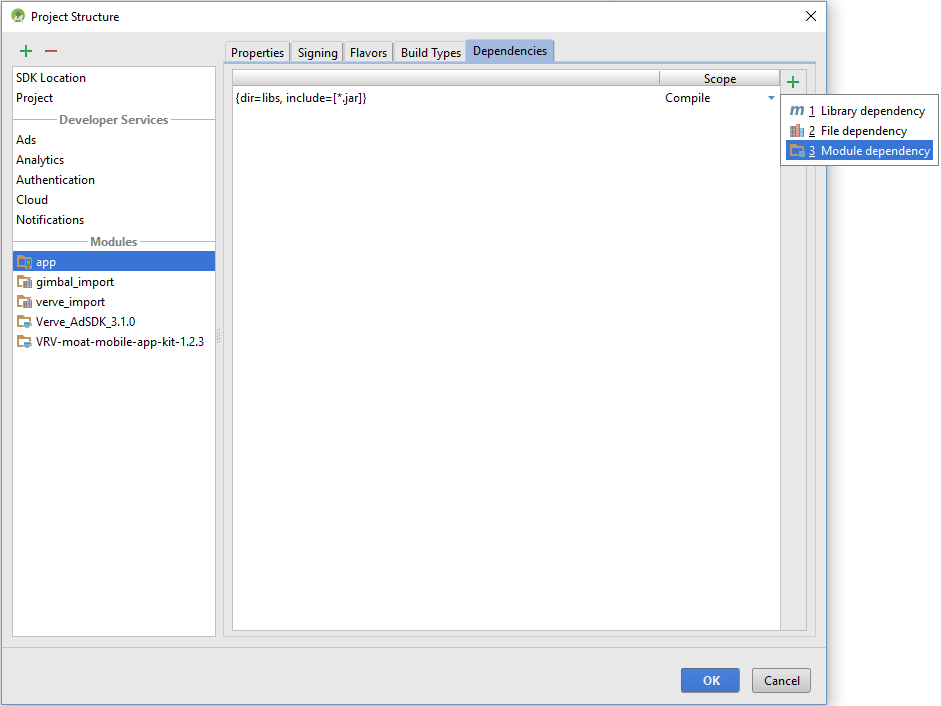 Project Structure
SDK Location
Project
Developer Services
Ads
Analytics
Authentication
Cloud
Notifications
Modules
app
gimbal_import
verve_import
Verve_AdSDK_3.1.0
VRV-moat-mobile-app-kit-1.2.3
Properties Signing Flavors Build Types Dependencies
Scope
{dir=libs, include=[*.jar]} Compile
m 1 Library dependency
2 File dependency
3 Module dependency
OK Cancel